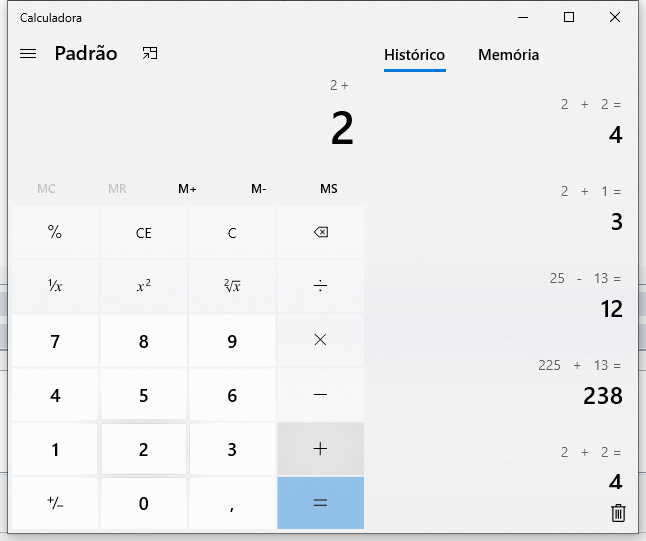 Calculadora
Padrão
Histórico Memória
2 +
2
MC MR M+ M- MS
% CE C
¹/x x² ²√x ÷
7 8 9 ×
4 5 6 −
1 2 3 +
+/− 0 , =
2 + 2 =
4
2 + 1 =
3
25 - 13 =
12
225 + 13 =
238
2 + 2 =
4